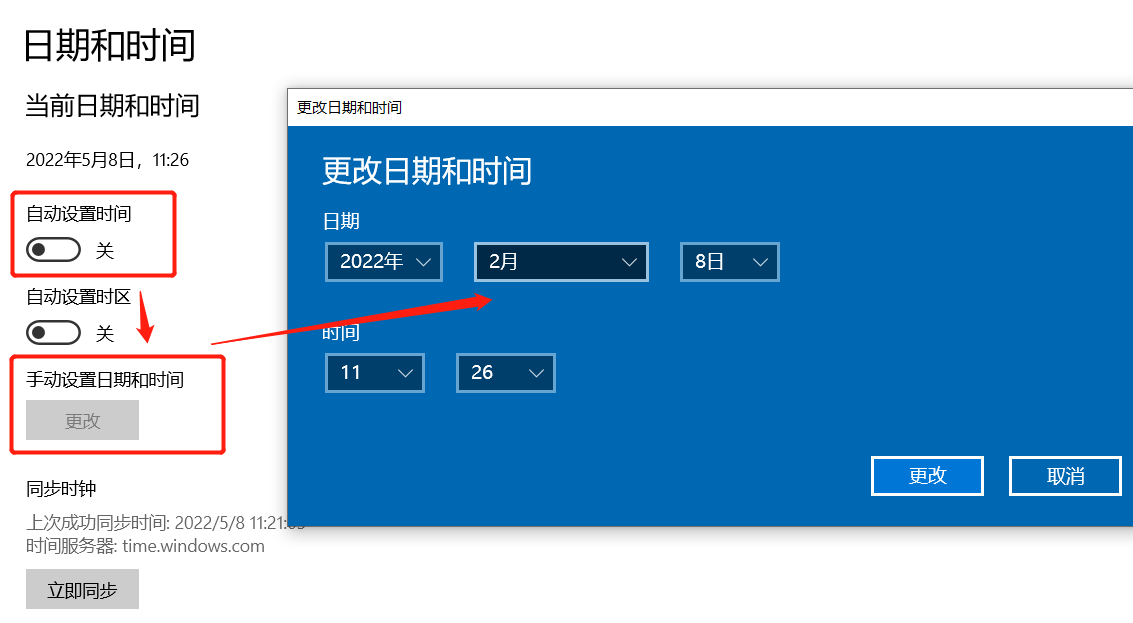 日期和时间
当前日期和时间
2022年5月8日，11:26
自动设置时间
关
自动设置时区
关
手动设置日期和时间
更改
同步时钟
上次成功同步时间: 2022/5/8 11:21:
时间服务器: time.windows.com
立即同步
更改日期和时间
更改日期和时间
日期
2022年 2月 8日
时间
11 26
更改 取消